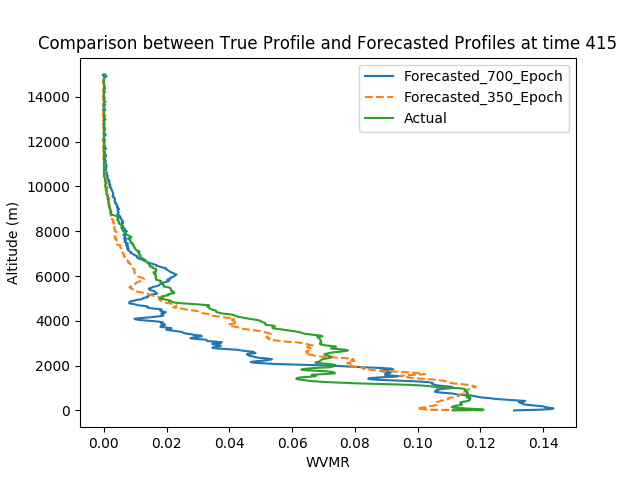 Comparison between True Profile and Forecasted Profiles at time 415
Forecasted_700_Epoch
Forecasted_350_Epoch
Actual
14000
12000
10000
8000
6000
4000
2000
0
Altitude (m)
0.00 0.02 0.04 0.06 0.08 0.10 0.12 0.14
WVMR